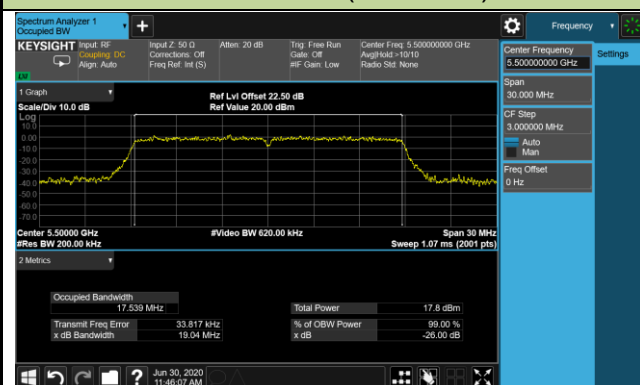 Spectrum Analyzer 1
Occupied BW
Frequency
KEYSIGHT
Input: RF
Coupling: DC
Align: Auto
Input Z: 50 Ω
Corrections: Off
Freq Ref: Int (S)
Atten: 20 dB
Trig: Free Run
Gate: Off
#IF Gain: Low
Center Freq: 5.500000000 GHz
Avg|Hold:>10/10
Radio Std: None
LW
Center Frequency
5.500000000 GHz
Settings
Span
30.000 MHz
CF Step
3.000000 MHz
Auto
Man
Freq Offset
0 Hz
1 Graph
Scale/Div 10.0 dB
Ref Lvl Offset 22.50 dB
Ref Value 20.00 dBm
Log
10.0
0.00
-10.0
-20.0
-30.0
-40.0
-50.0
-60.0
-70.0
Center 5.50000 GHz
#Res BW 200.00 kHz
#Video BW 620.00 kHz
Span 30 MHz
Sweep 1.07 ms (2001 pts)
2 Metrics
Occupied Bandwidth
17.539 MHz
Total Power 17.8 dBm
Transmit Freq Error 33.817 kHz
% of OBW Power 99.00 %
x dB Bandwidth 19.04 MHz
x dB -26.00 dB
Jun 30, 2020
11:46:07 AM